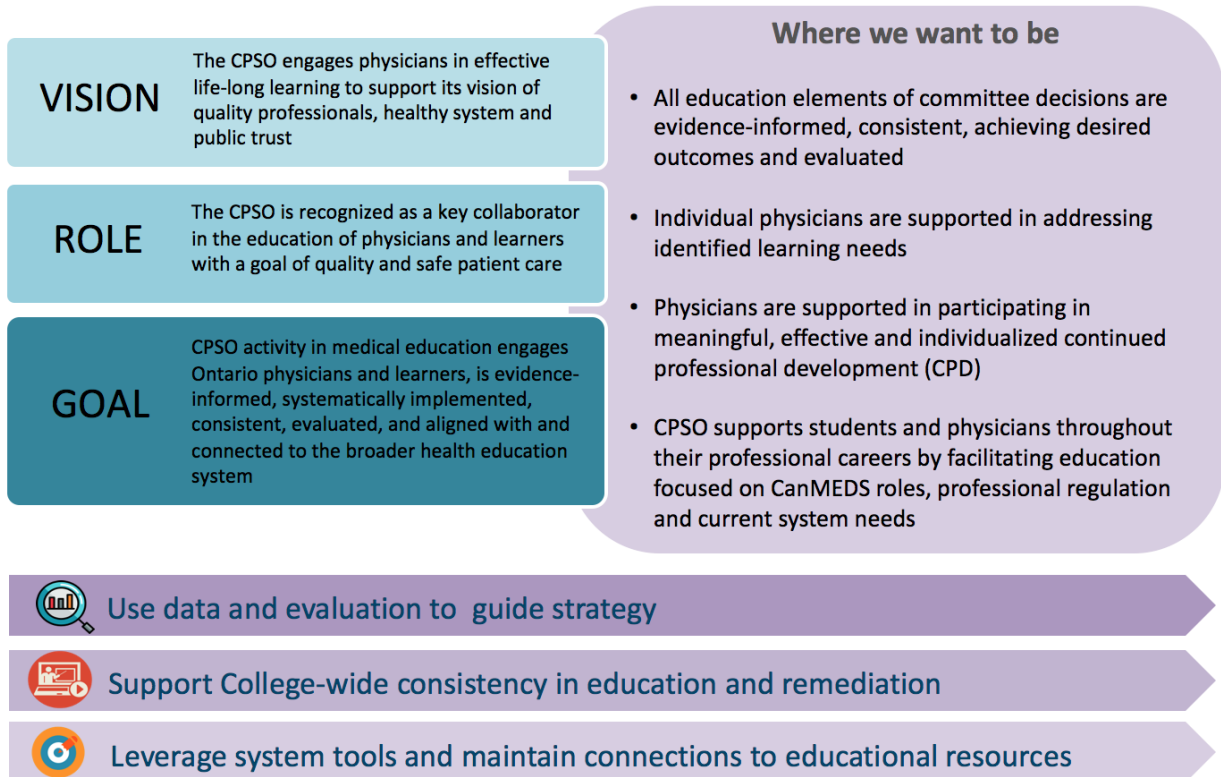 VISION
The CPSO engages physicians in effective
life-long learning to support its vision of
quality professionals, healthy system and
public trust
ROLE
The CPSO is recognized as a key collaborator
in the education of physicians and learners
with a goal of quality and safe patient care
GOAL
CPSO activity in medical education engages
Ontario physicians and learners, is evidence-
informed, systematically implemented,
consistent, evaluated, and aligned with and
connected to the broader health education
system
Where we want to be
• All education elements of committee decisions are
evidence-informed, consistent, achieving desired
outcomes and evaluated
• Individual physicians are supported in addressing
identified learning needs
• Physicians are supported in participating in
meaningful, effective and individualized continued
professional development (CPD)
• CPSO supports students and physicians throughout
their professional careers by facilitating education
focused on CanMEDS roles, professional regulation
and current system needs
Use data and evaluation to guide strategy
Support College-wide consistency in education and remediation
Leverage system tools and maintain connections to educational resources